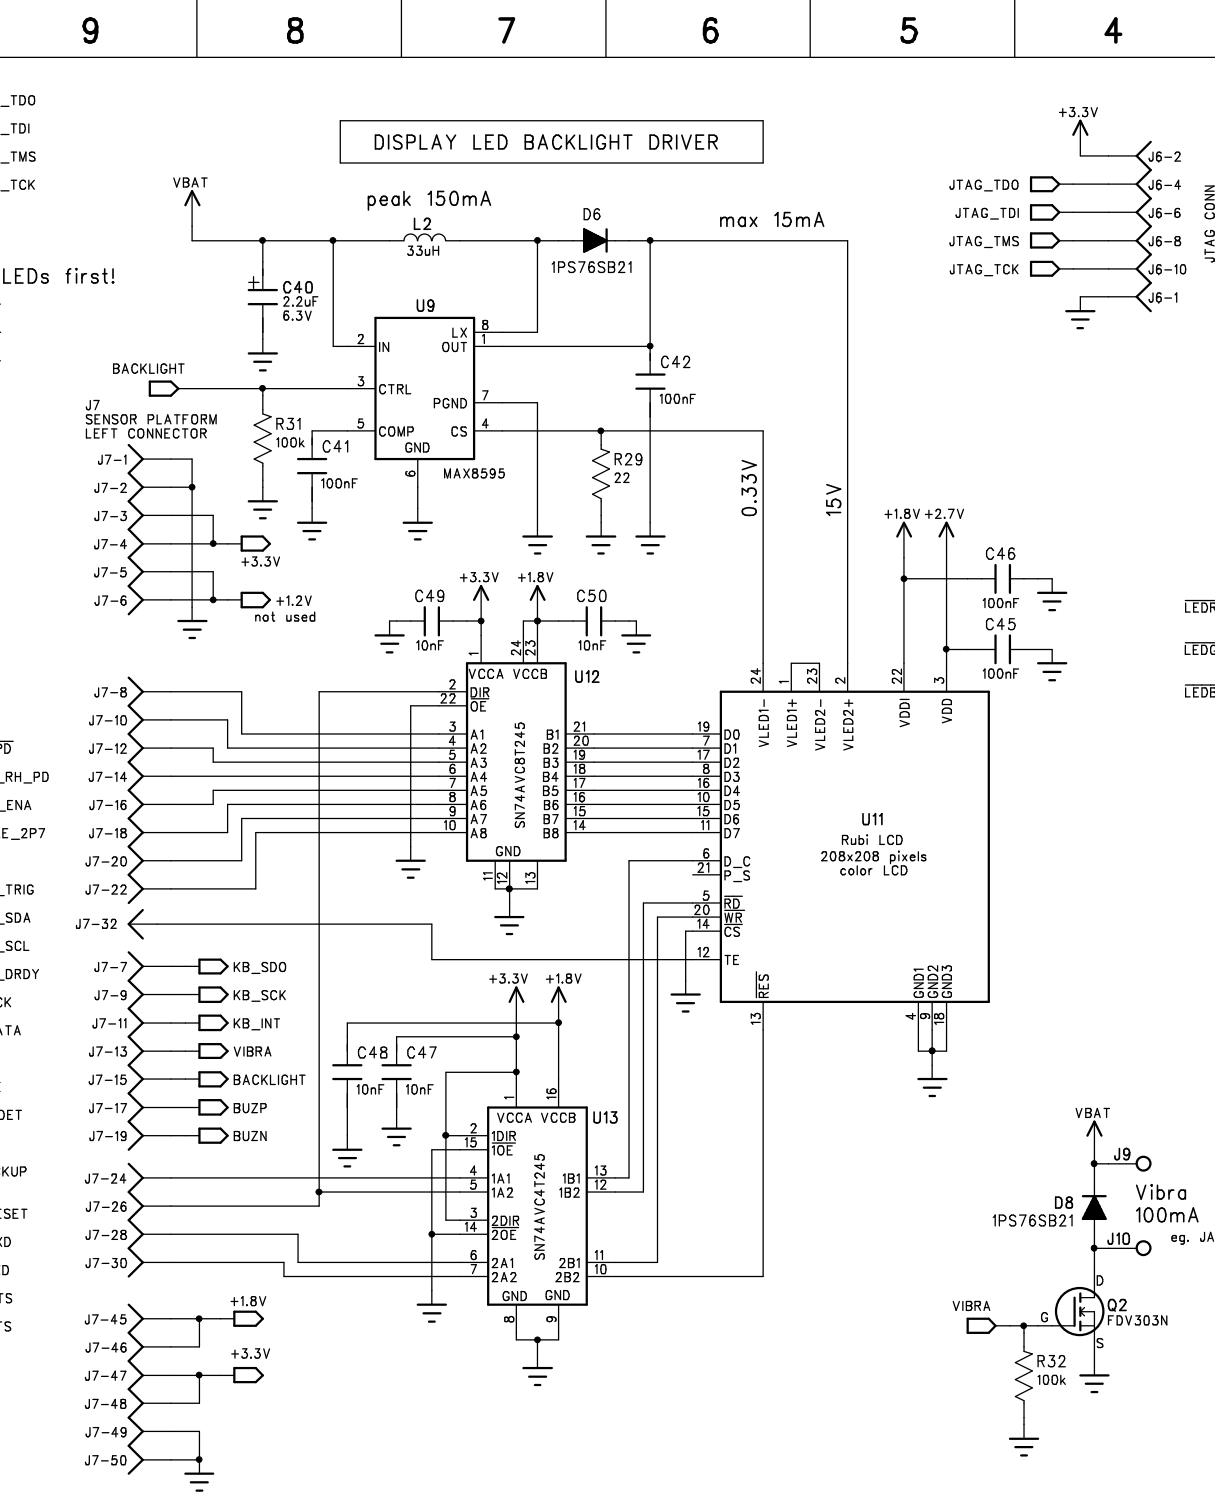 9 8 7 6 5 4
_TDO
_TDI
_TMS
_TCK
DISPLAY LED BACKLIGHT DRIVER
VBAT
peak 150mA
L2
33uH
D6
1PS76SB21
max 15mA
+3.3V
J6-2
JTAG_TDO J6-4
JTAG_TDI J6-6
JTAG_TMS J6-8
JTAG_TCK J6-10
J6-1
JTAG CONN
LEDs first!
C40
2.2uF
6.3V
U9
2 IN
LX 8
OUT 1
BACKLIGHT
3 CTRL
PGND 7
5 COMP
CS 4
GND
6
MAX8595
C42
100nF
R31
100k
C41
100nF
R29
22
0.33V
15V
J7
SENSOR PLATFORM
LEFT CONNECTOR
J7-1
J7-2
J7-3
J7-4
+3.3V
J7-5
J7-6
+1.2V
not used
+1.8V +2.7V
C46
100nF
C45
100nF
LEDR
LEDG
LEDB
+3.3V +1.8V
C49
10nF
C50
10nF
1 24 23
VCCA VCCB
U12
2 DIR
22 OE
3 A1 B1 21
4 A2 B2 20
5 A3 B3 19
6 A4 B4 18
7 A5 B5 17
8 A6 B6 16
9 A7 B7 15
10 A8 B8 14
SN74AVC8T245
GND
11 12 13
J7-8
J7-10
J7-12
J7-14
J7-16
J7-18
J7-20
J7-22
J7-32
PD
_RH_PD
_ENA
E_2P7
_TRIG
_SDA
_SCL
_DRDY
CK
ATA
DET
CKUP
ESET
XD
D
TS
TS
24 1 23 2 22 3
VLED1- VLED1+ VLED2- VLED2+ VDDI VDD
19 D0
7 D1
17 D2
8 D3
16 D4
10 D5
15 D6
11 D7
6 D_C
21 P_S
5 RD
20 WR
14 CS
12 TE
RES
13
U11
Rubi LCD
208x208 pixels
color LCD
GND1 GND2 GND3
4 9 18
J7-7 KB_SDO
J7-9 KB_SCK
J7-11 KB_INT
J7-13 VIBRA
J7-15 BACKLIGHT
J7-17 BUZP
J7-19 BUZN
J7-24
J7-26
J7-28
J7-30
+3.3V +1.8V
C48
10nF
C47
10nF
1 16
VCCA VCCB
U13
2 1DIR
15 1OE
4 1A1 1B1 13
5 1A2 1B2 12
3 2DIR
14 2OE
6 2A1 2B1 11
7 2A2 2B2 10
SN74AVC4T245
GND GND
8 9
J7-45
+1.8V
J7-46
J7-47
+3.3V
J7-48
J7-49
J7-50
VBAT
J9
D8
1PS76SB21
Vibra
100mA
eg. JA
J10
D
Q2
FDV303N
VIBRA
G
S
R32
100k